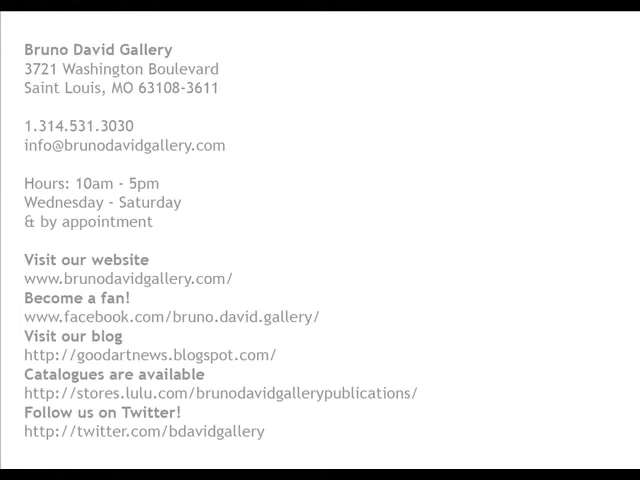 Bruno David Gallery
3721 Washington Boulevard
Saint Louis, MO 63108-3611
1.314.531.3030
info@brunodavidgallery.com
Hours: 10am - 5pm
Wednesday - Saturday
& by appointment
Visit our website
www.brunodavidgallery.com/
Become a fan!
www.facebook.com/bruno.david.gallery/
Visit our blog
http://goodartnews.blogspot.com/
Catalogues are available
http://stores.lulu.com/brunodavidgallerypublications/
Follow us on Twitter!
http://twitter.com/bdavidgallery